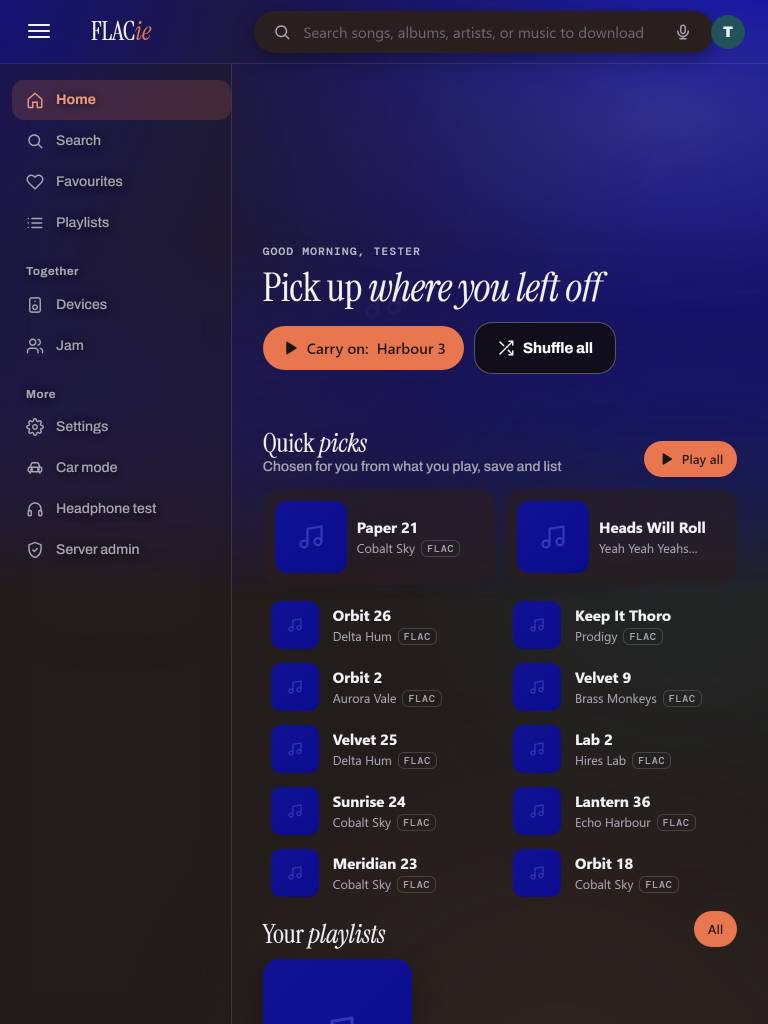 FLACie
Search songs, albums, artists, or music to download
T
Home
Search
Favourites
Playlists
Together
Devices
Jam
More
Settings
Car mode
Headphone test
Server admin
GOOD MORNING, TESTER
Pick up where you left off
Carry on: Harbour 3
Shuffle all
Quick picks
Chosen for you from what you play, save and list
Play all
Paper 21
Cobalt Sky FLAC
Heads Will Roll
Yeah Yeah Yeahs...
Orbit 26
Delta Hum FLAC
Keep It Thoro
Prodigy FLAC
Orbit 2
Aurora Vale FLAC
Velvet 9
Brass Monkeys FLAC
Velvet 25
Delta Hum FLAC
Lab 2
Hires Lab FLAC
Sunrise 24
Cobalt Sky FLAC
Lantern 36
Echo Harbour FLAC
Meridian 23
Cobalt Sky FLAC
Orbit 18
Cobalt Sky FLAC
Your playlists
All